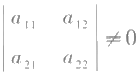 | a₁₁ a₁₂ |
| a₂₁ a₂₂ | ≠ 0